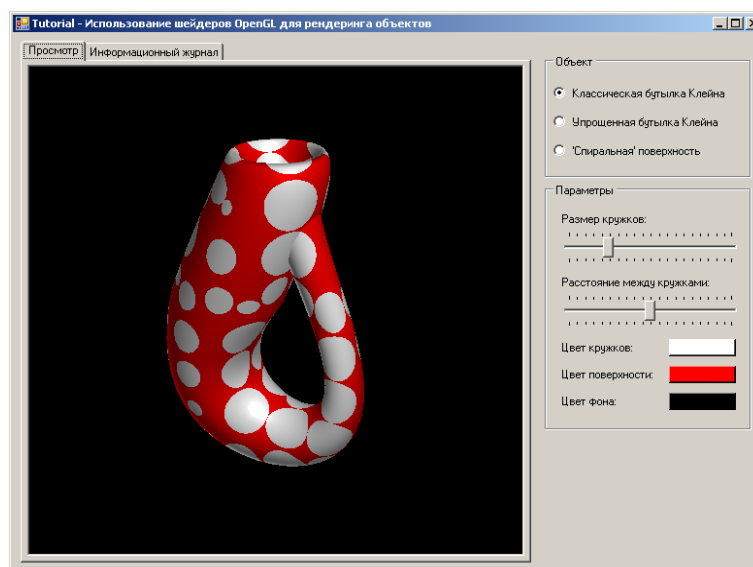 Tutorial - Использование шейдеров OpenGL для рендеринга объектов
Просмотр
Информационный журнал
Объект
Классическая бутылка Клейна
Упрощенная бутылка Клейна
'Спиральная' поверхность
Параметры
Размер кружков:
Расстояние между кружками:
Цвет кружков:
Цвет поверхности:
Цвет фона: